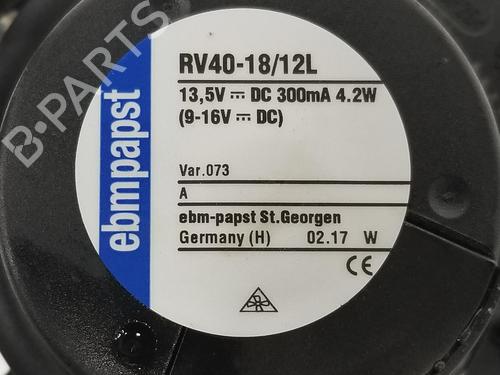 ebmpapst
RV40-18/12L
13,5V ⎓ DC 300mA 4.2W
(9-16V ⎓ DC)
Var.073
A
ebm-papst St.Georgen
Germany (H) 02.17 W
CE
B-PARTS